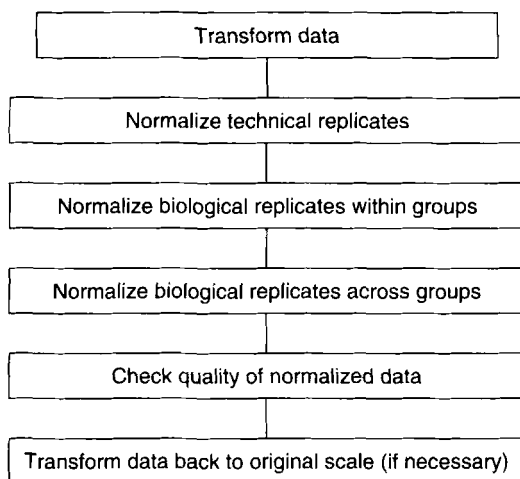 Transform data
Normalize technical replicates
Normalize biological replicates within groups
Normalize biological replicates across groups
Check quality of normalized data
Transform data back to original scale (if necessary)